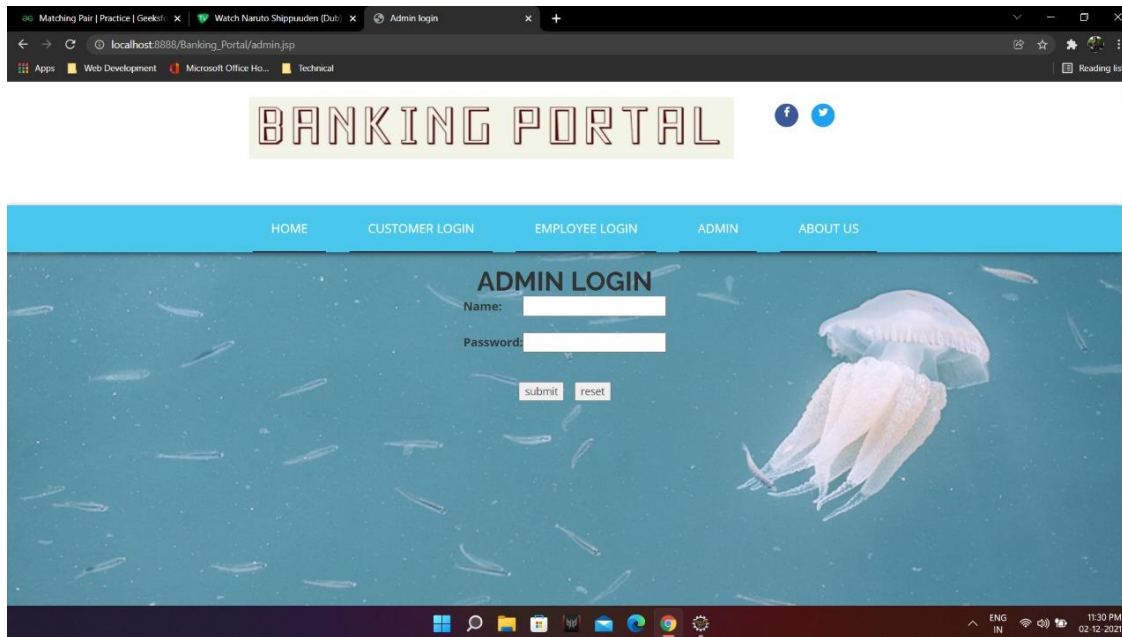 Matching Pair | Practice | Geeksf
Watch Naruto Shippuuden (Dub)
Admin login
localhost:8888/Banking_Portal/admin.jsp
Apps
Web Development
Microsoft Office Ho...
Technical
Reading lis
BANKING PORTAL
HOME
CUSTOMER LOGIN
EMPLOYEE LOGIN
ADMIN
ABOUT US
ADMIN LOGIN
Name:
Password:
submit
reset
ENG
IN
11:30 PM
02-12-2021